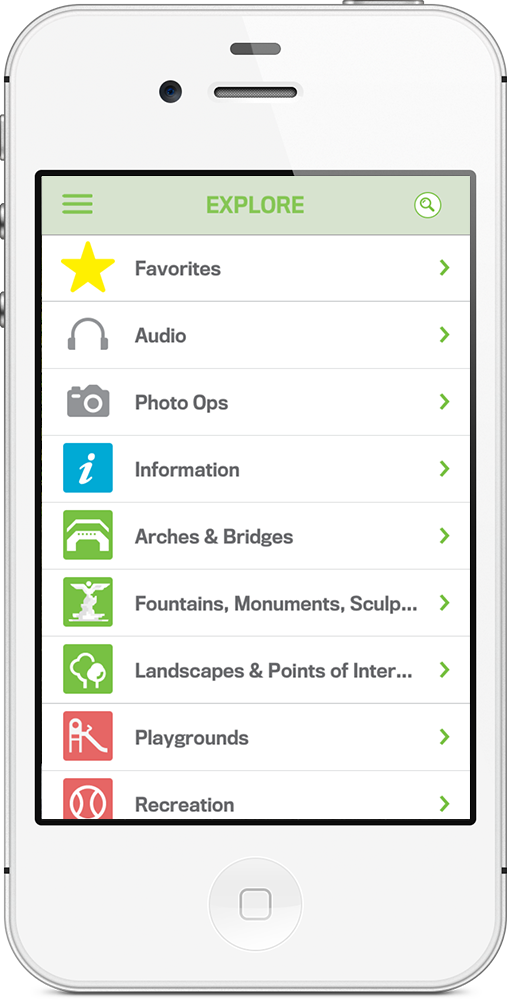 EXPLORE
Favorites
Audio
Photo Ops
Information
Arches & Bridges
Fountains, Monuments, Sculp...
Landscapes & Points of Inter...
Playgrounds
Recreation